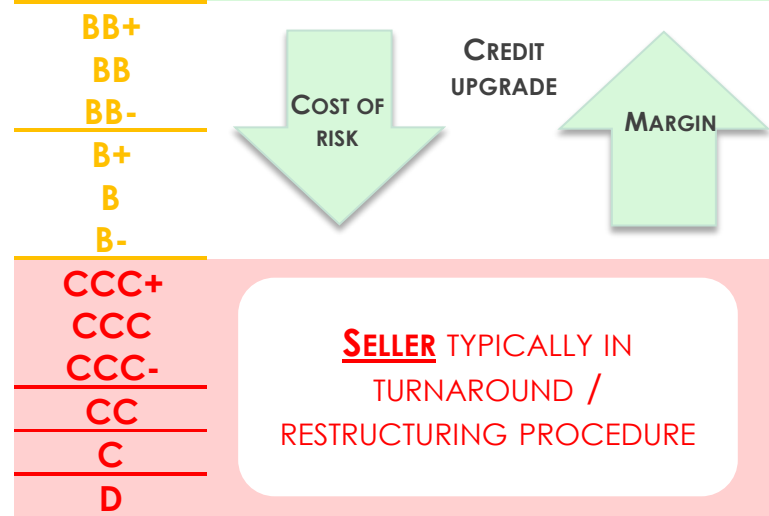 BB+
BB
BB-
B+
B
B-
CCC+
CCC
CCC-
CC
C
D
COST OF
RISK
CREDIT
UPGRADE
MARGIN
SELLER TYPICALLY IN
TURNAROUND /
RESTRUCTURING PROCEDURE